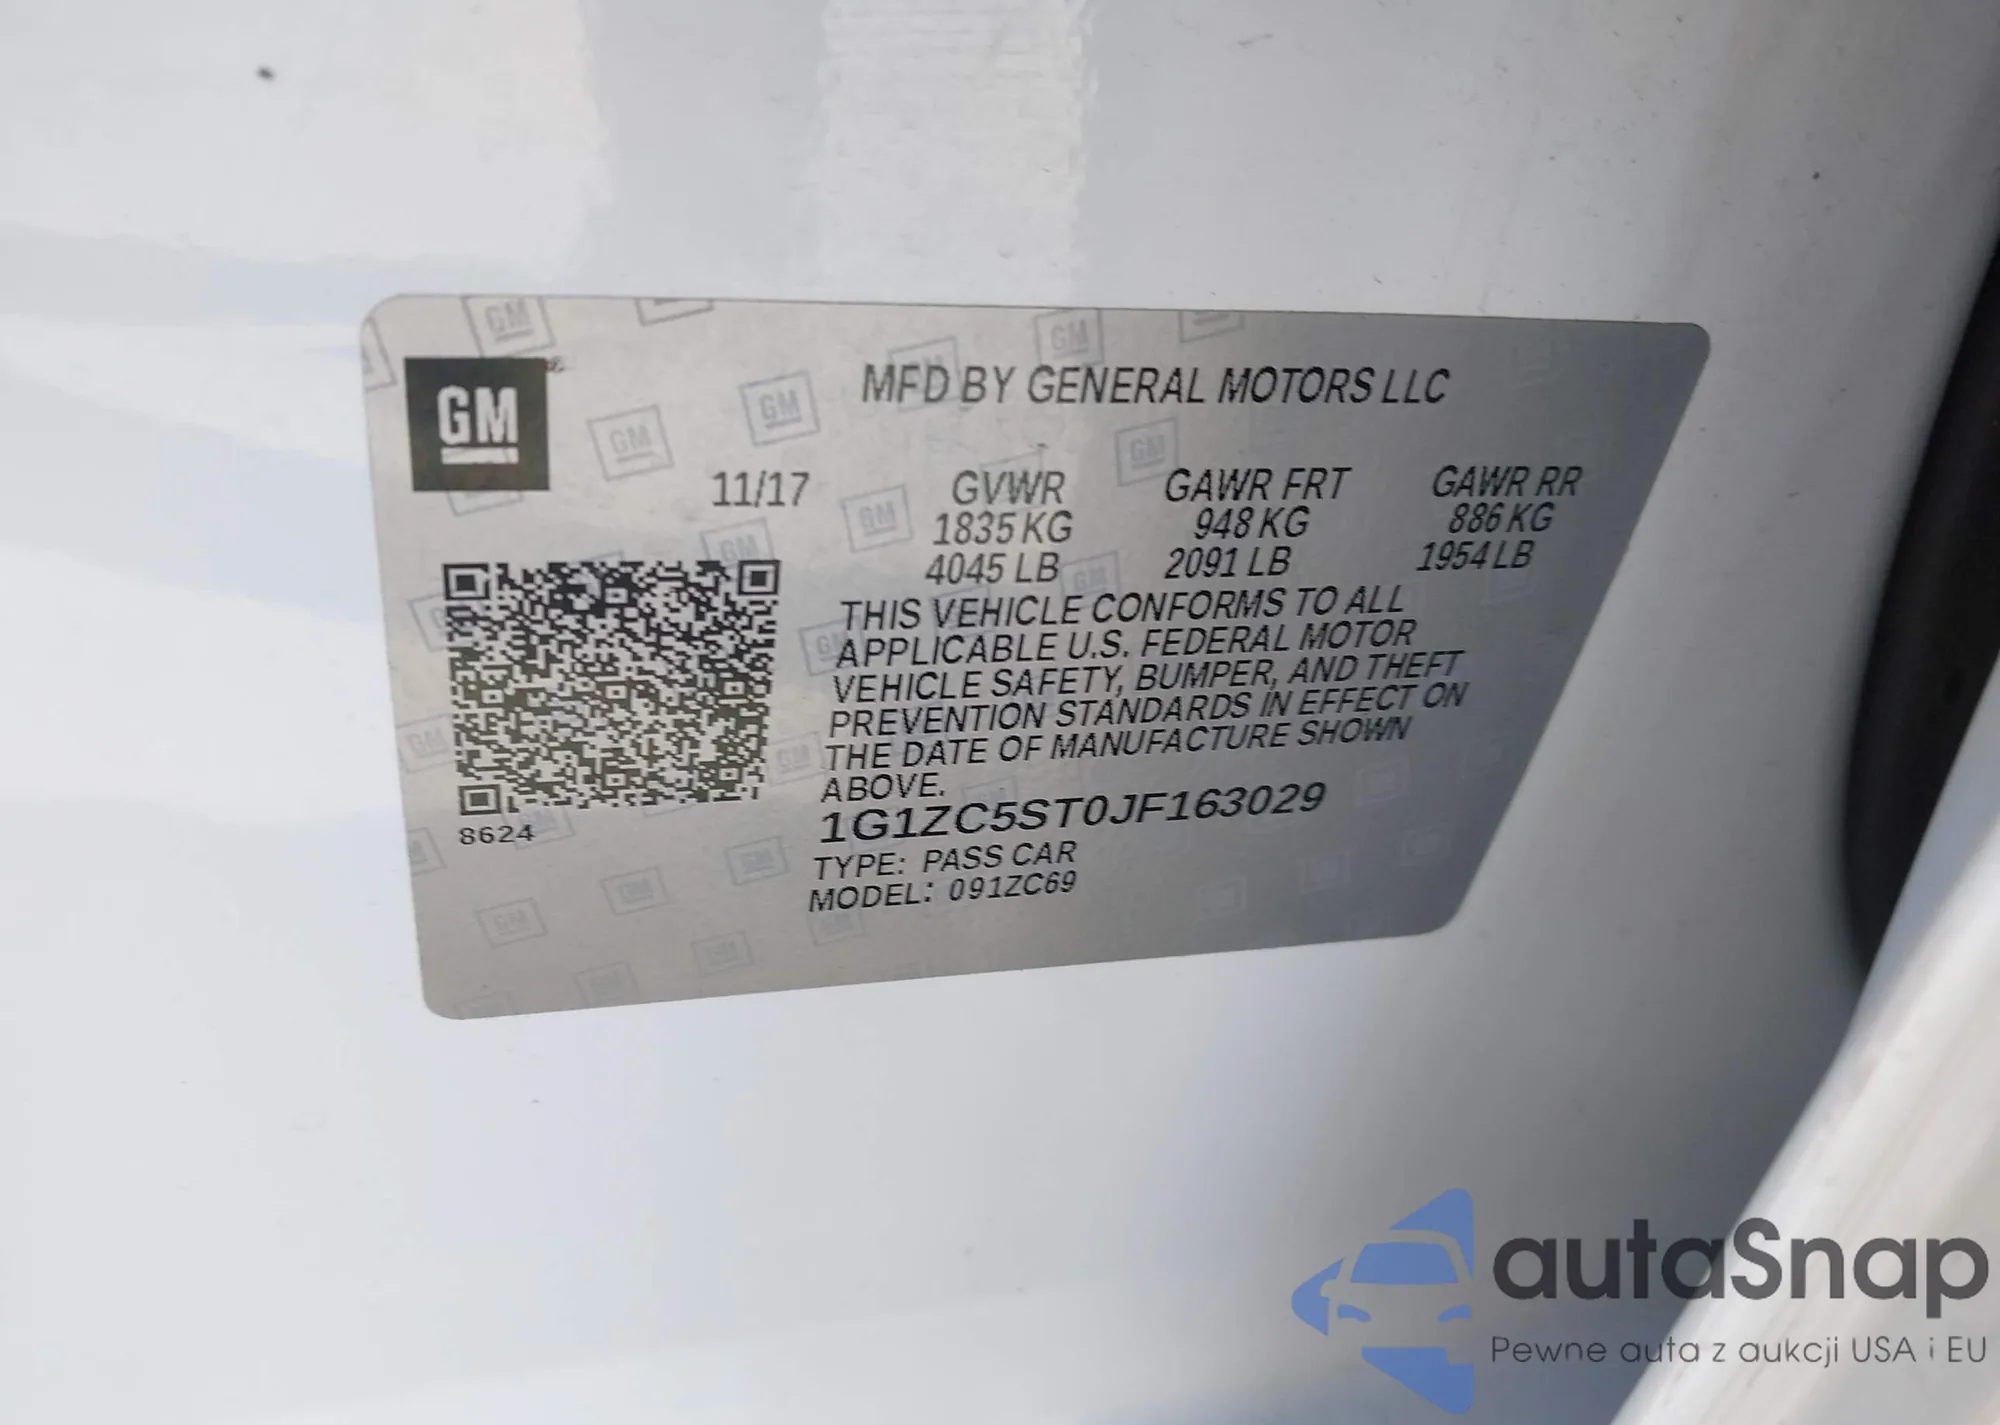 GM
MFD BY GENERAL MOTORS LLC
11/17 GVWR GAWR FRT GAWR RR
1835 KG 948 KG 886 KG
4045 LB 2091 LB 1954 LB
THIS VEHICLE CONFORMS TO ALL
APPLICABLE U.S. FEDERAL MOTOR
VEHICLE SAFETY, BUMPER, AND THEFT
PREVENTION STANDARDS IN EFFECT ON
THE DATE OF MANUFACTURE SHOWN
ABOVE.
1G1ZC5ST0JF163029
8624
TYPE: PASS CAR
MODEL: 091ZC69
autaSnap
Pewne auta z aukcji USA i EU